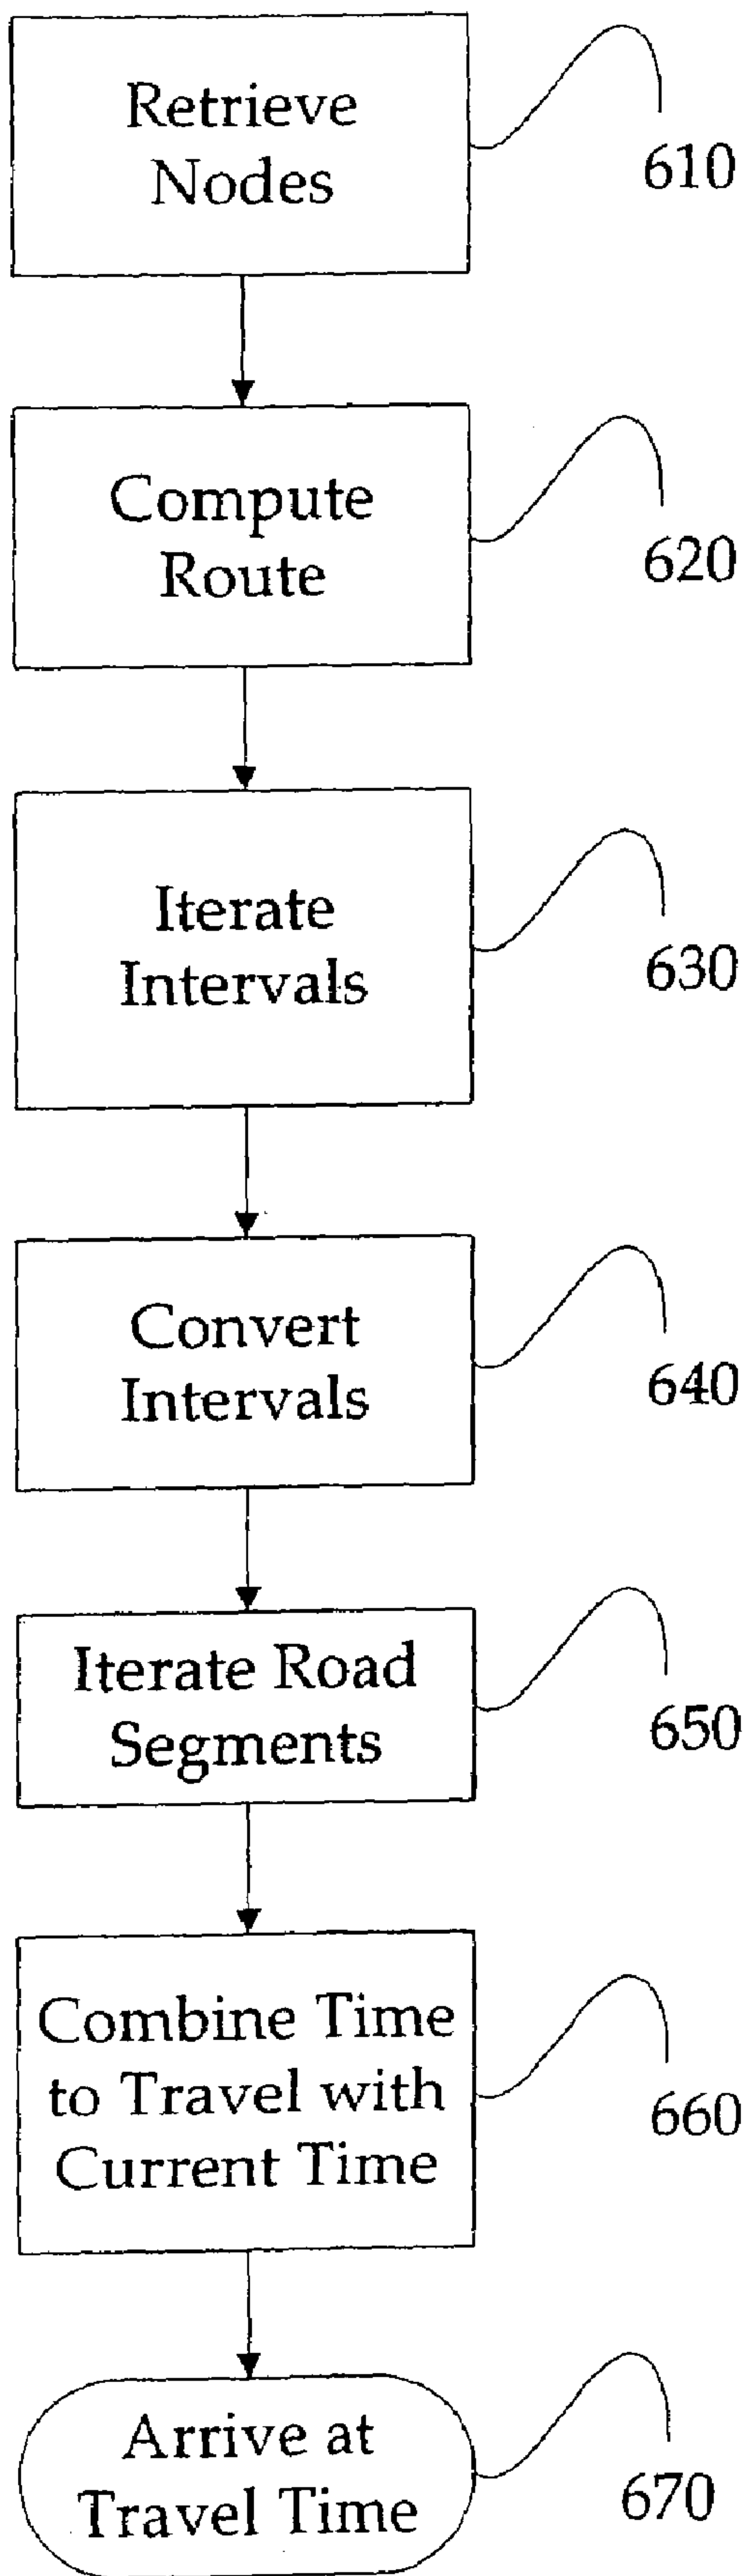 Retrieve
Nodes
610
Compute
Route
620
Iterate
Intervals
630
Convert
Intervals
640
Iterate Road
Segments
650
Combine Time
to Travel with
Current Time
660
Arrive at
Travel Time
670